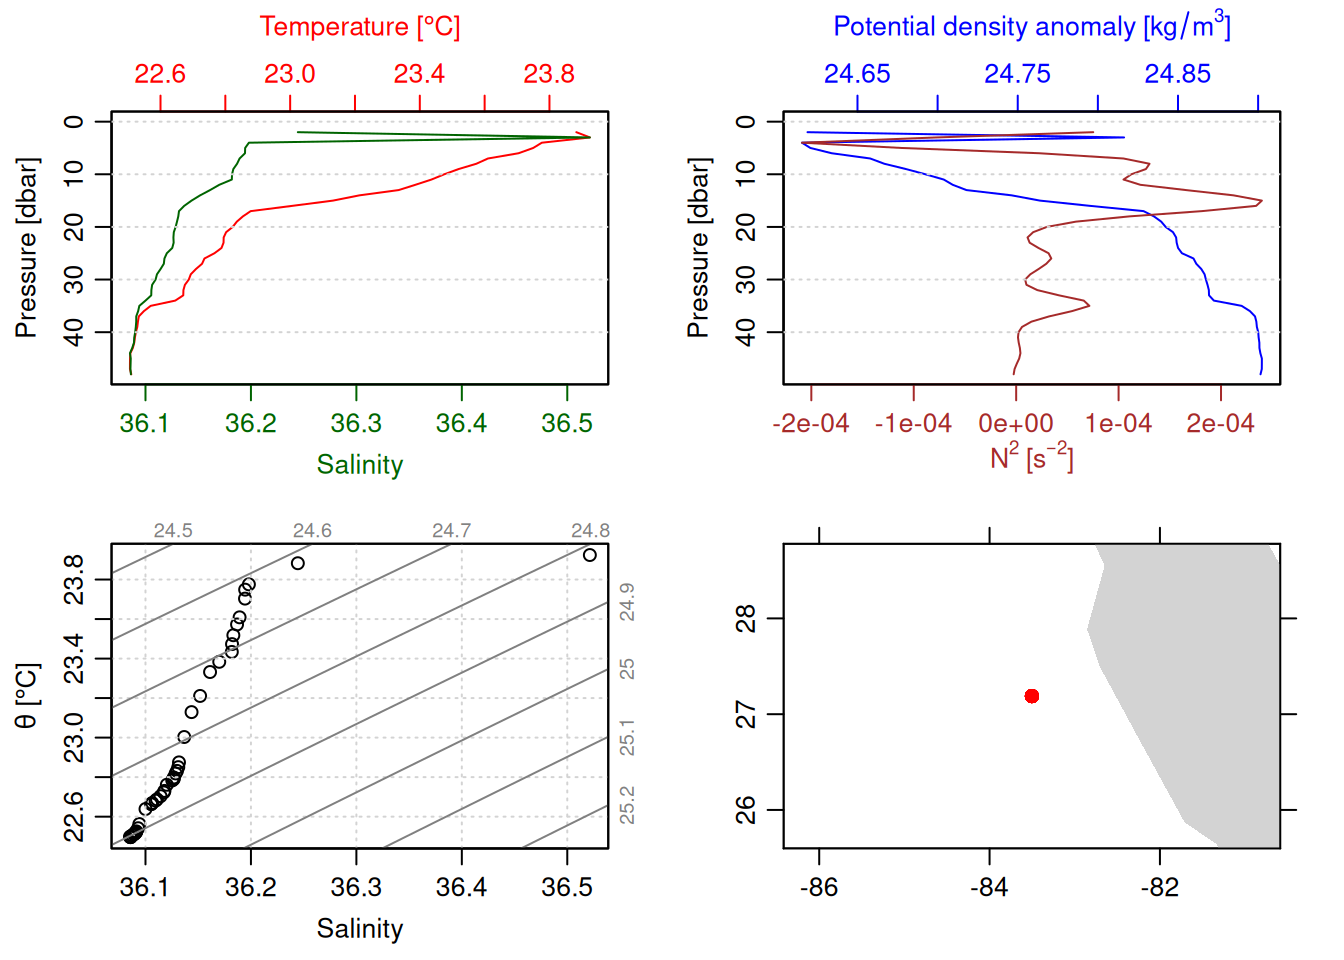 Temperature [°C]
22.6 23.0 23.4 23.8
Pressure [dbar]
0
10
20
30
40
36.1 36.2 36.3 36.4 36.5
Salinity
Potential density anomaly [kg/m³]
24.65 24.75 24.85
Pressure [dbar]
0
10
20
30
40
-2e-04 -1e-04 0e+00 1e-04 2e-04
N² [s⁻²]
24.5 24.6 24.7 24.8
24.9
25
25.1
25.2
θ [°C]
23.8
23.4
23.0
22.6
36.1 36.2 36.3 36.4 36.5
Salinity
28
27
26
-86 -84 -82